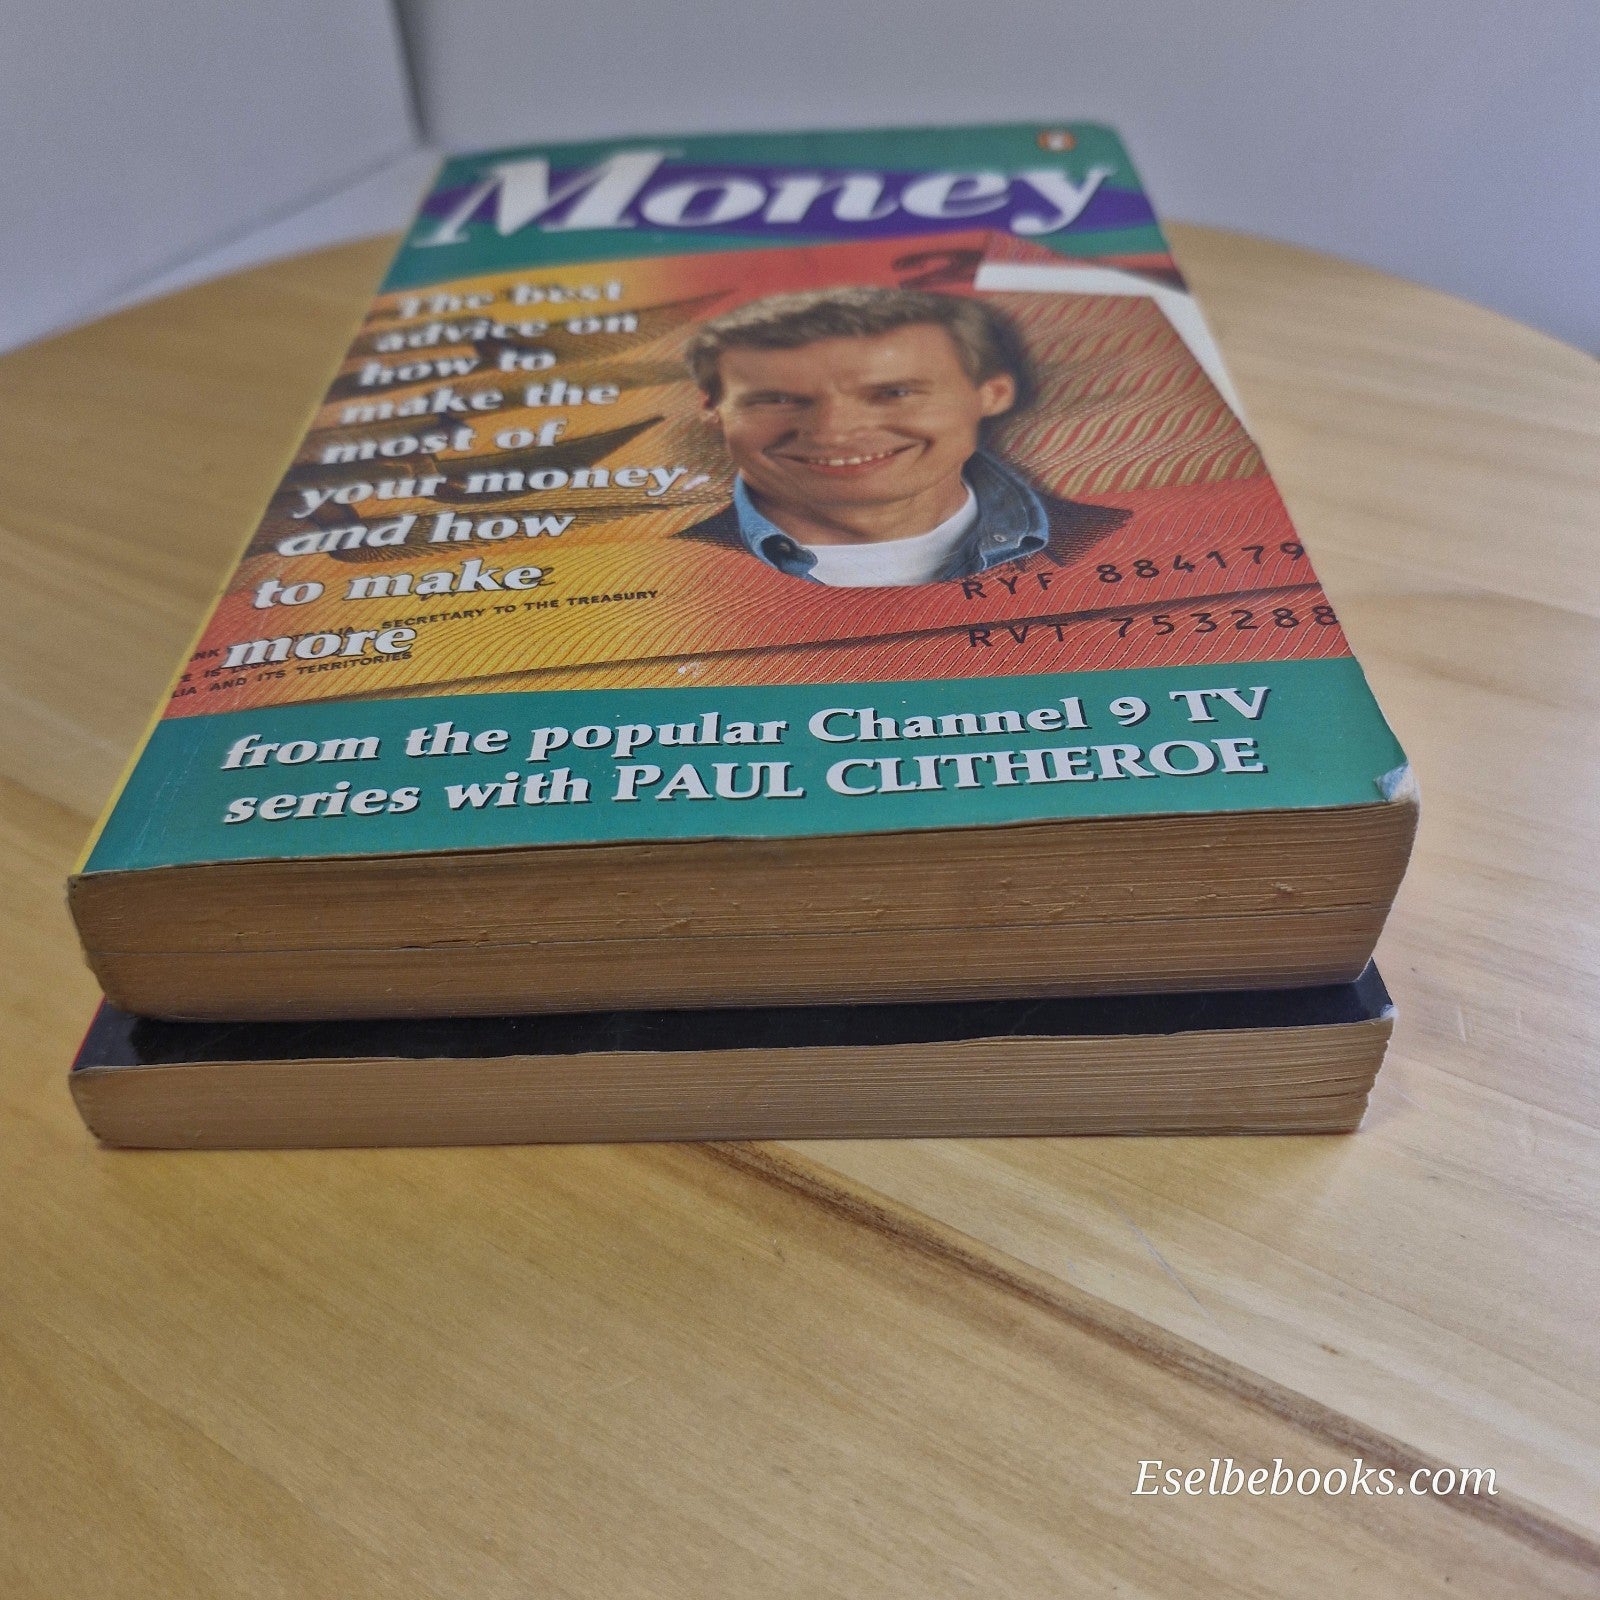 Money
The best
advice on
how to
make the
most of
your money,
and how
to make
more
2
RYF 884179
RVT 753288
SECRETARY TO THE TREASURY
AND ITS TERRITORIES
from the popular Channel 9 TV
series with PAUL CLITHEROE
Eselbebooks.com